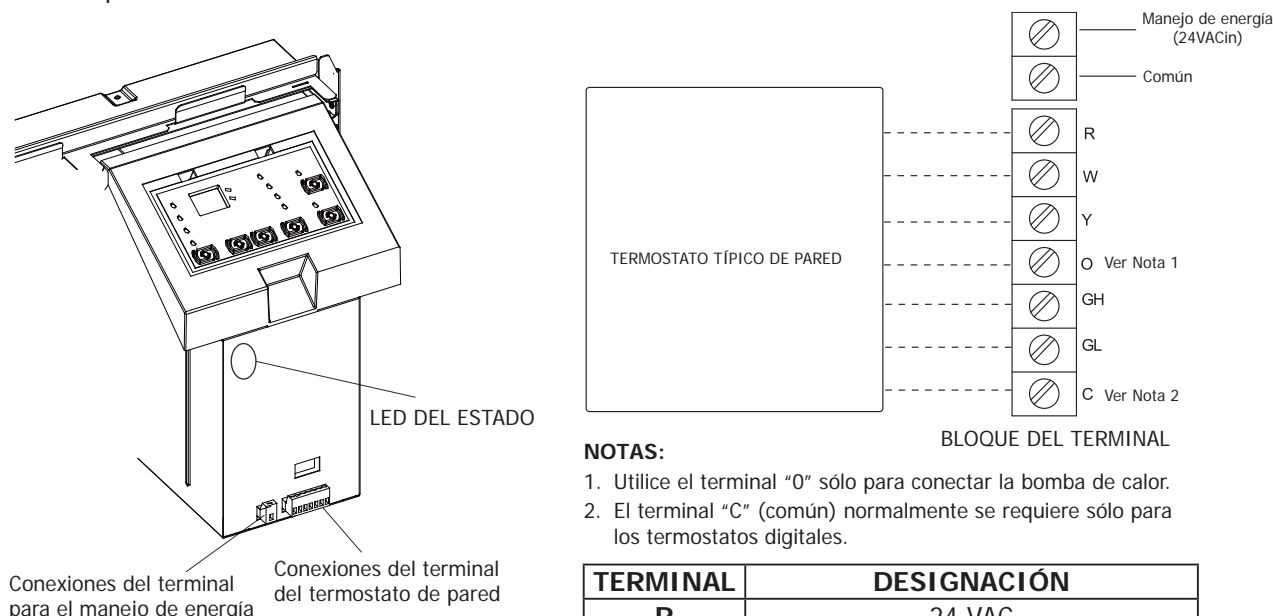 Manejo de energía
(24VACin)
Común
R
W
Y
O Ver Nota 1
GH
GL
C Ver Nota 2
TERMOSTATO TÍPICO DE PARED
BLOQUE DEL TERMINAL
LED DEL ESTADO
Conexiones del terminal
para el manejo de energía
Conexiones del terminal
del termostato de pared
NOTAS:
1. Utilice el terminal “0” sólo para conectar la bomba de calor.
2. El terminal “C” (común) normalmente se requiere sólo para
los termostatos digitales.
TERMINAL DESIGNACIÓN
R 24 VAC